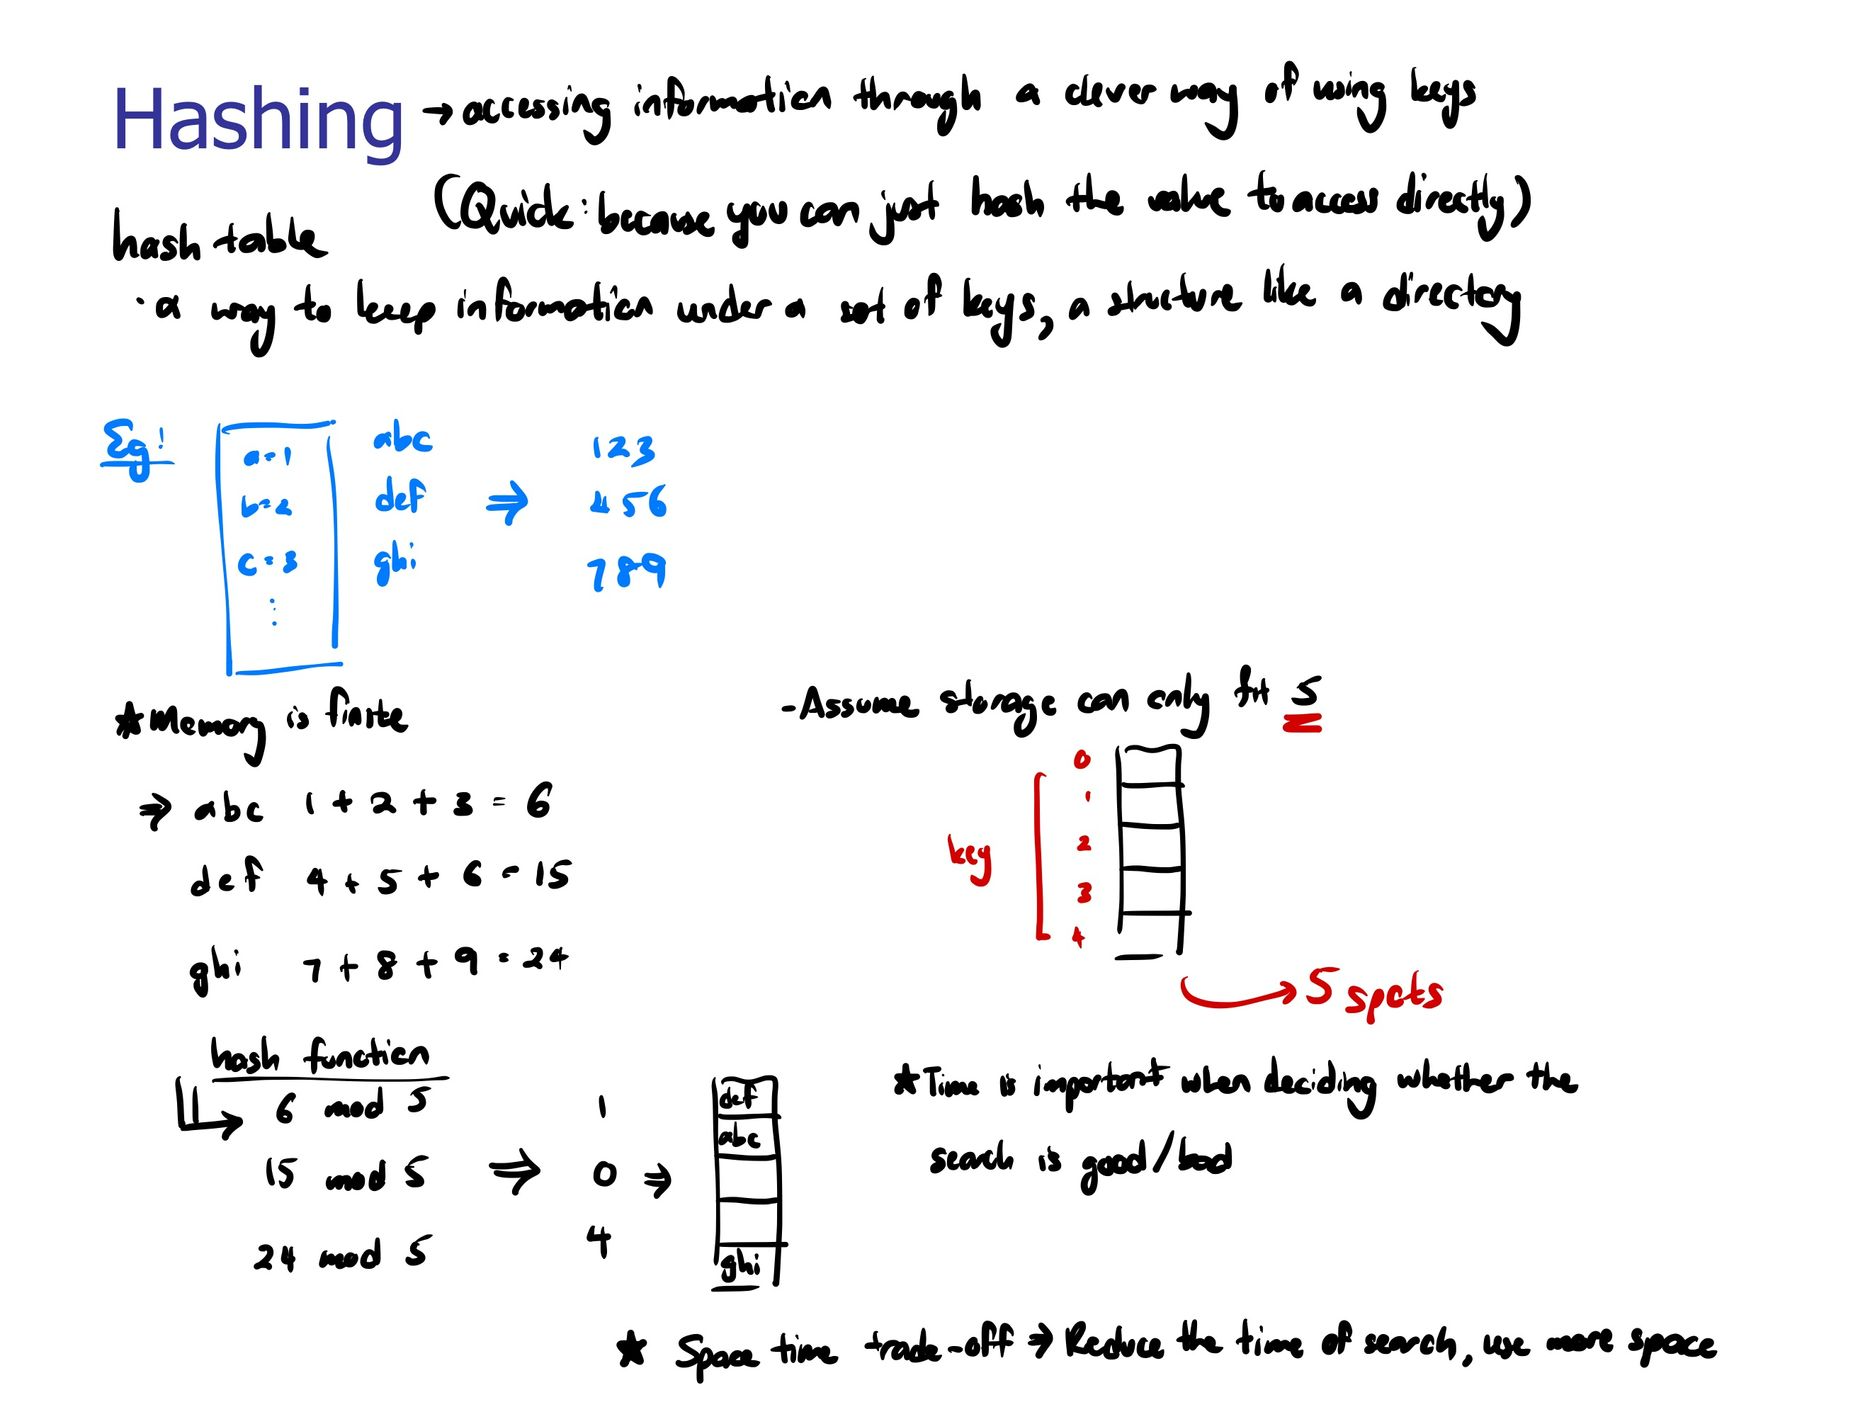 Hashing → accessing information through a clever way of using keys
(Quick: because you can just hash the value to access directly)
hash table
· a way to keep information under a set of keys, a structure like a directory
Eg:
a=1
b=2
c=3
⋮
abc
def
ghi
⇒
123
456
789
★ Memory is finite
⇒ abc 1 + 2 + 3 = 6
def 4 + 5 + 6 = 15
ghi 7 + 8 + 9 = 24
- Assume storage can only fit 5
key
0
1
2
3
4
→ 5 spots
hash function
6 mod 5
15 mod 5
24 mod 5
⇒
1
0
4
⇒
def
abc
ghi
★ Time is important when deciding whether the
search is good/bad
★ Space time trade-off → Reduce the time of search, use more space